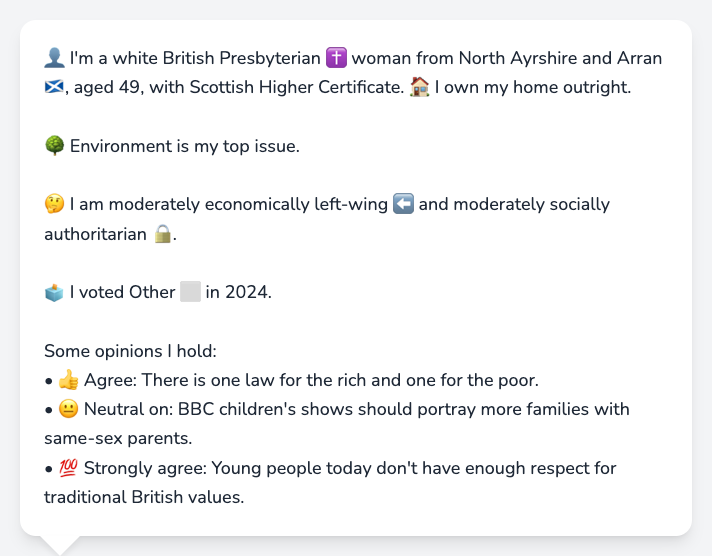 👤 I'm a white British Presbyterian ✝️ woman from North Ayrshire and Arran
🏴󠁧󠁢󠁳󠁣󠁴󠁿, aged 49, with Scottish Higher Certificate. 🏠 I own my home outright.
🌳 Environment is my top issue.
🤔 I am moderately economically left-wing ⬅️ and moderately socially
authoritarian 🔒.
🗳️ I voted Other ⬜ in 2024.
Some opinions I hold:
• 👍 Agree: There is one law for the rich and one for the poor.
• 😐 Neutral on: BBC children's shows should portray more families with
same-sex parents.
• 💯 Strongly agree: Young people today don't have enough respect for
traditional British values.